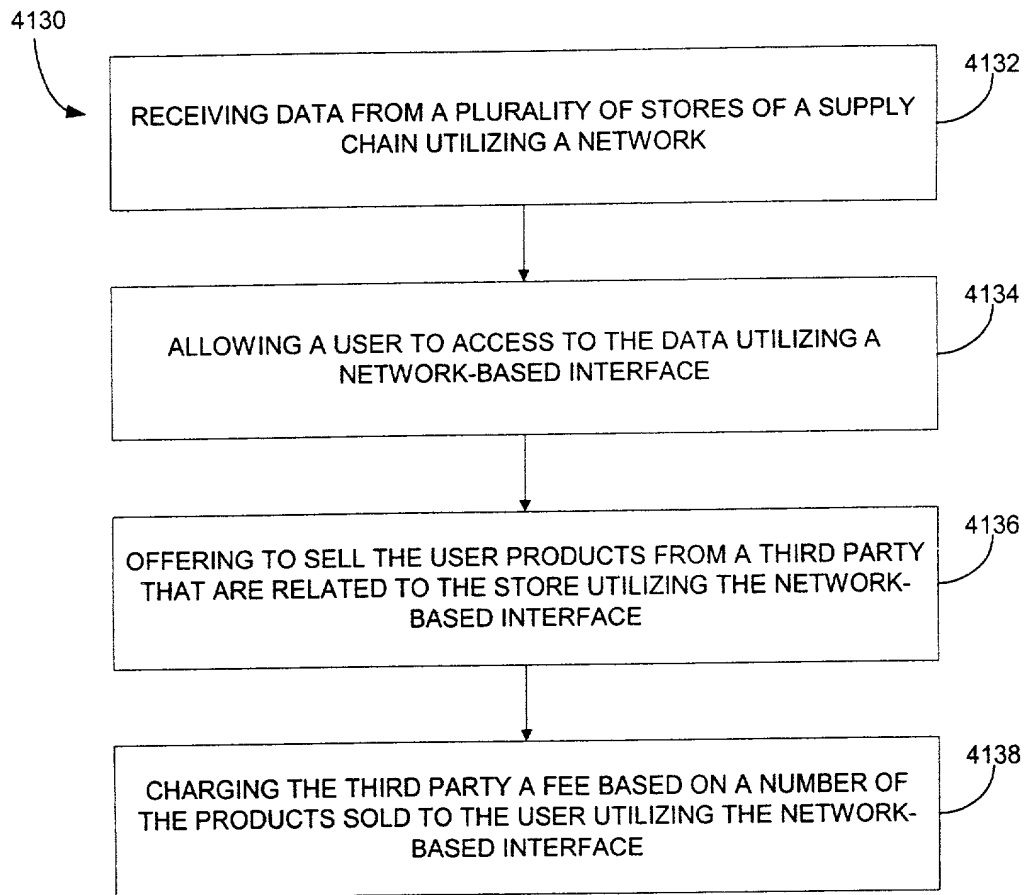 4130
4132
RECEIVING DATA FROM A PLURALITY OF STORES OF A SUPPLY
CHAIN UTILIZING A NETWORK
4134
ALLOWING A USER TO ACCESS TO THE DATA UTILIZING A
NETWORK-BASED INTERFACE
4136
OFFERING TO SELL THE USER PRODUCTS FROM A THIRD PARTY
THAT ARE RELATED TO THE STORE UTILIZING THE NETWORK-
BASED INTERFACE
4138
CHARGING THE THIRD PARTY A FEE BASED ON A NUMBER OF
THE PRODUCTS SOLD TO THE USER UTILIZING THE NETWORK-
BASED INTERFACE